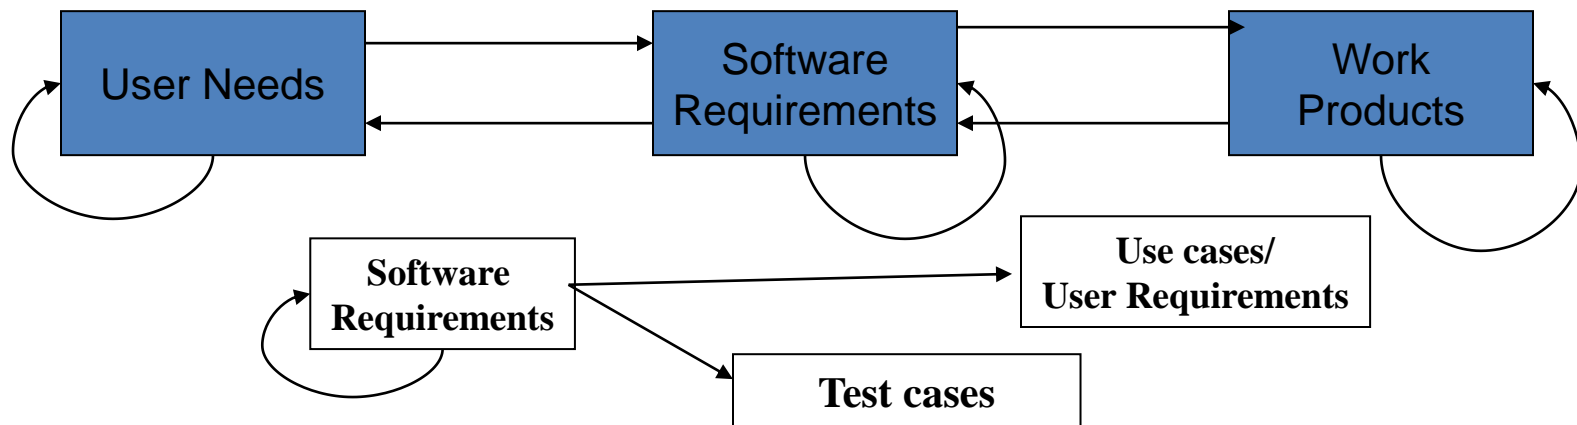 User Needs
Software
Requirements
Work
Products
Software
Requirements
Use cases/
User Requirements
Test cases